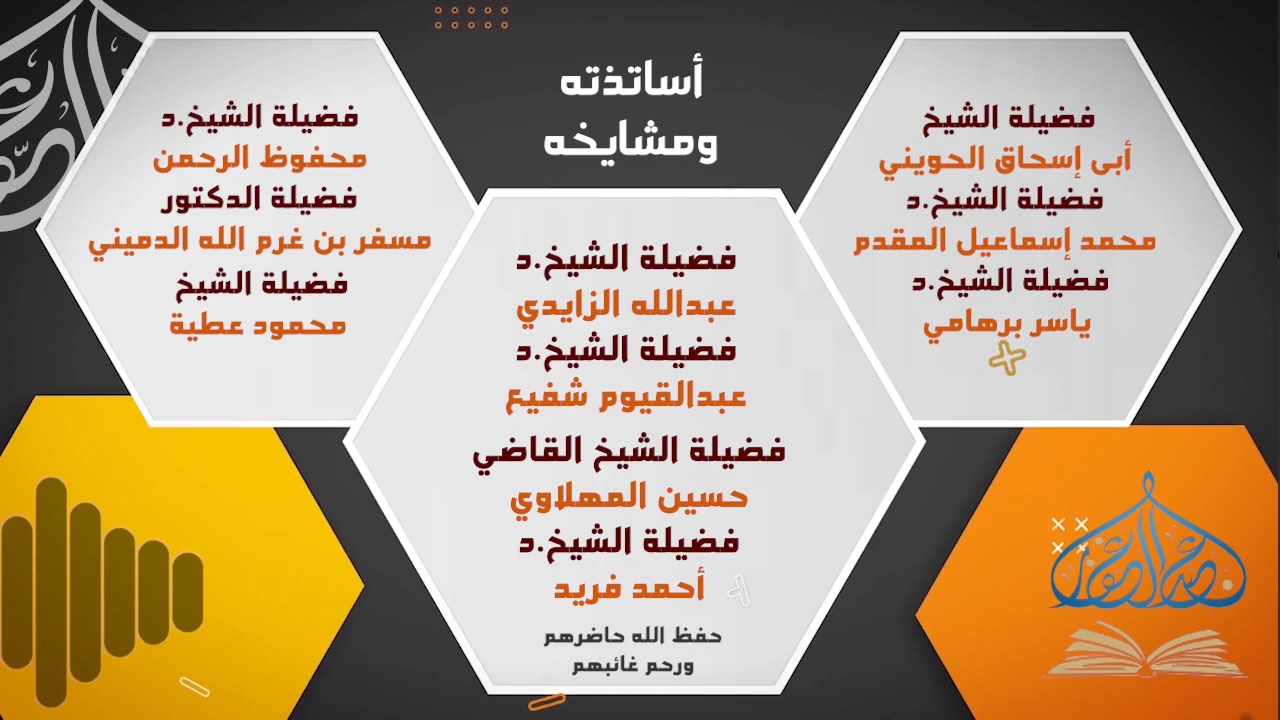 أساتذته
ومشايخه
فضيلة الشيخ
أبى إسحاق الحويني
فضيلة الشيخ.د
محمد إسماعيل المقدم
فضيلة الشيخ.د
ياسر برهامي
فضيلة الشيخ.د
عبدالله الزايدي
فضيلة الشيخ.د
عبدالقيوم شفيع
فضيلة الشيخ القاضي
حسين المهلاوي
فضيلة الشيخ.د
أحمد فريد
حفظ الله حاضرهم
ورحم غائبهم
فضيلة الشيخ.د
محفوظ الرحمن
فضيلة الدكتور
مسفر بن غرم الله الدميني
فضيلة الشيخ
محمود عطية